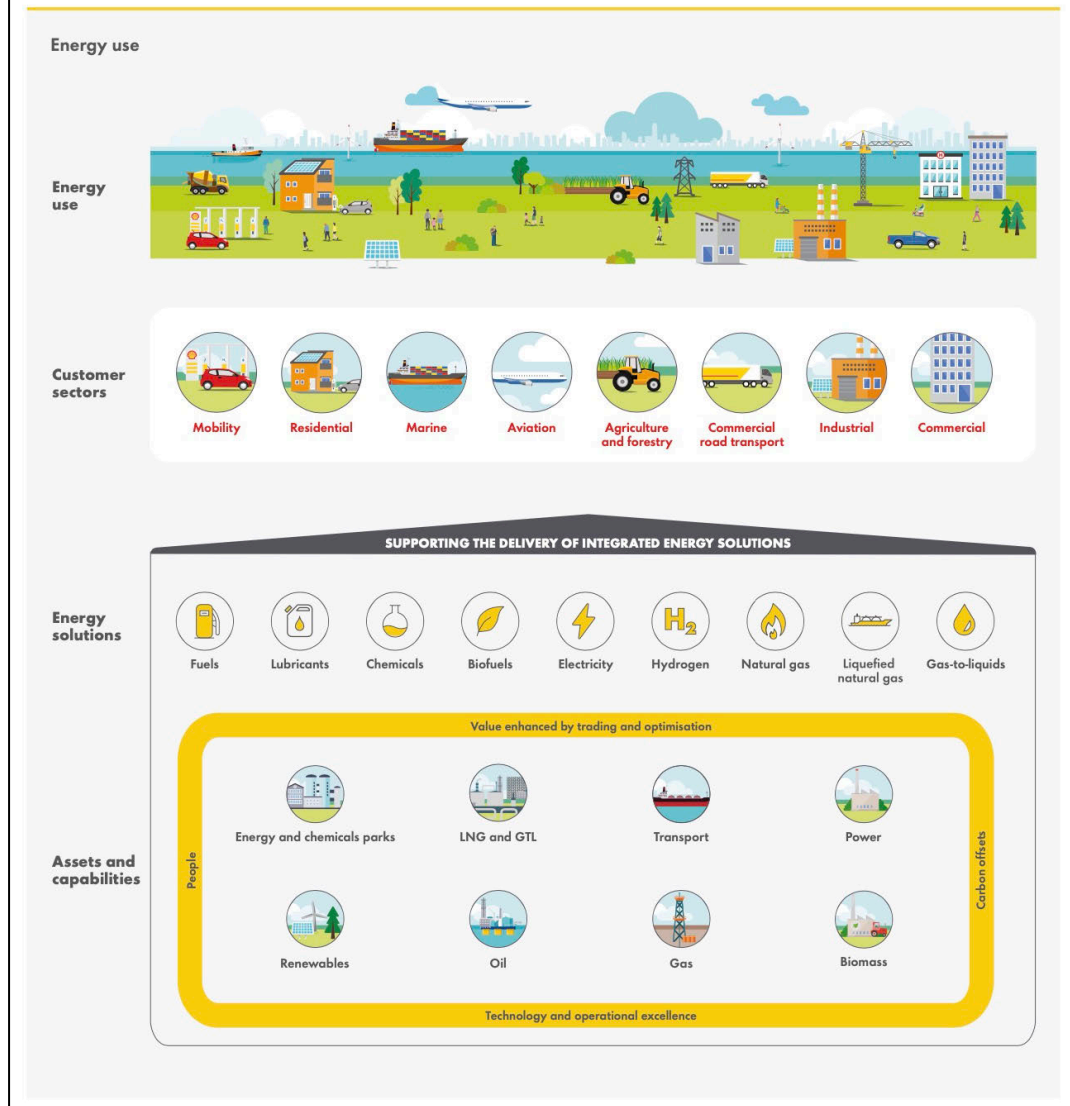 Energy use
Energy
use
Customer
sectors
Mobility
Residential
Marine
Aviation
Agriculture
and forestry
Commercial
road transport
Industrial
Commercial
SUPPORTING THE DELIVERY OF INTEGRATED ENERGY SOLUTIONS
Energy
solutions
H2
Fuels
Lubricants
Chemicals
Biofuels
Electricity
Hydrogen
Natural gas
Liquefied
natural gas
Gas-to-liquids
Value enhanced by trading and optimisation
Assets and
capabilities
People
Energy and chemicals parks
LNG and GTL
Transport
Power
Carbon offsets
Renewables
Oil
Gas
Biomass
Technology and operational excellence